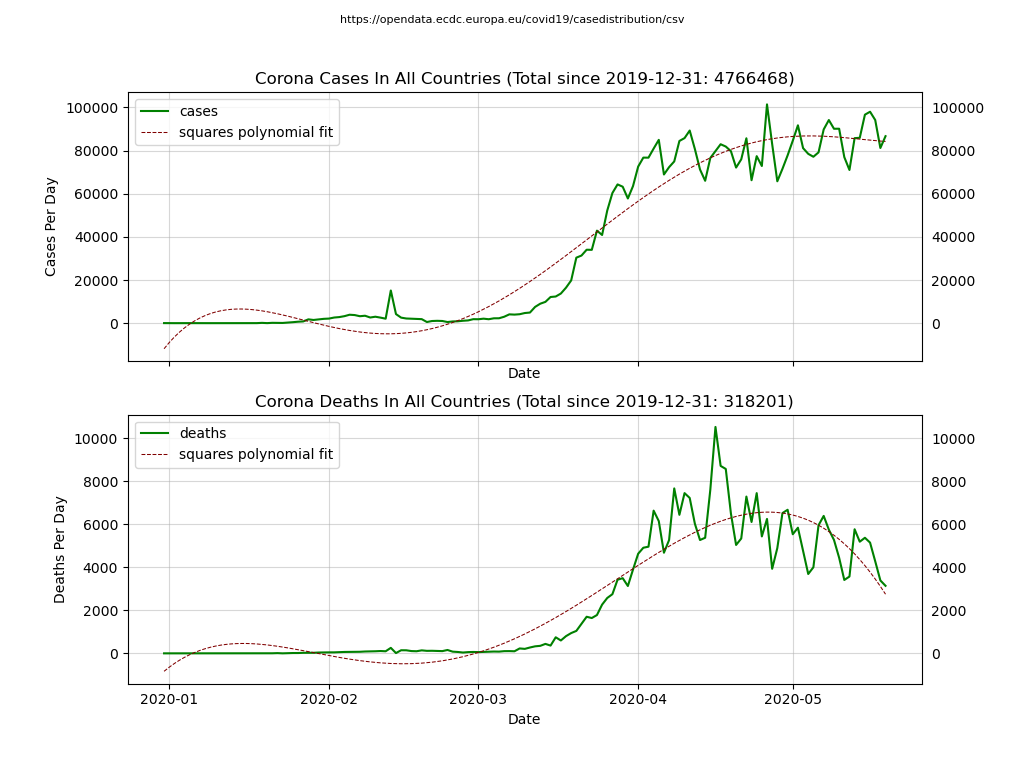 https://opendata.ecdc.europa.eu/covid19/casedistribution/csv
Corona Cases In All Countries (Total since 2019-12-31: 4766468)
cases
squares polynomial fit
100000
80000
60000
40000
20000
0
100000
80000
60000
40000
20000
0
Cases Per Day
Date
Corona Deaths In All Countries (Total since 2019-12-31: 318201)
deaths
squares polynomial fit
10000
8000
6000
4000
2000
0
10000
8000
6000
4000
2000
0
Deaths Per Day
2020-01 2020-02 2020-03 2020-04 2020-05
Date